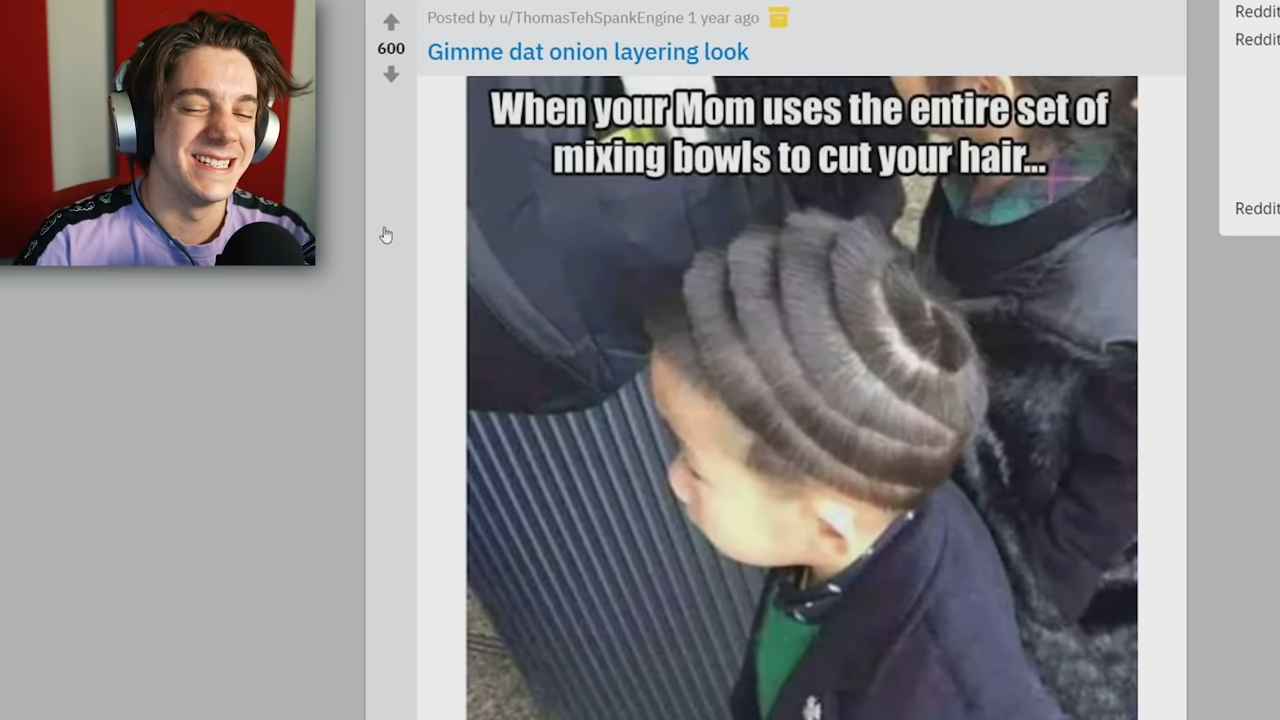 Posted by u/ThomasTehSpankEngine 1 year ago
600
Gimme dat onion layering look
When your Mom uses the entire set of
mixing bowls to cut your hair...
Reddit
Reddit
Reddit